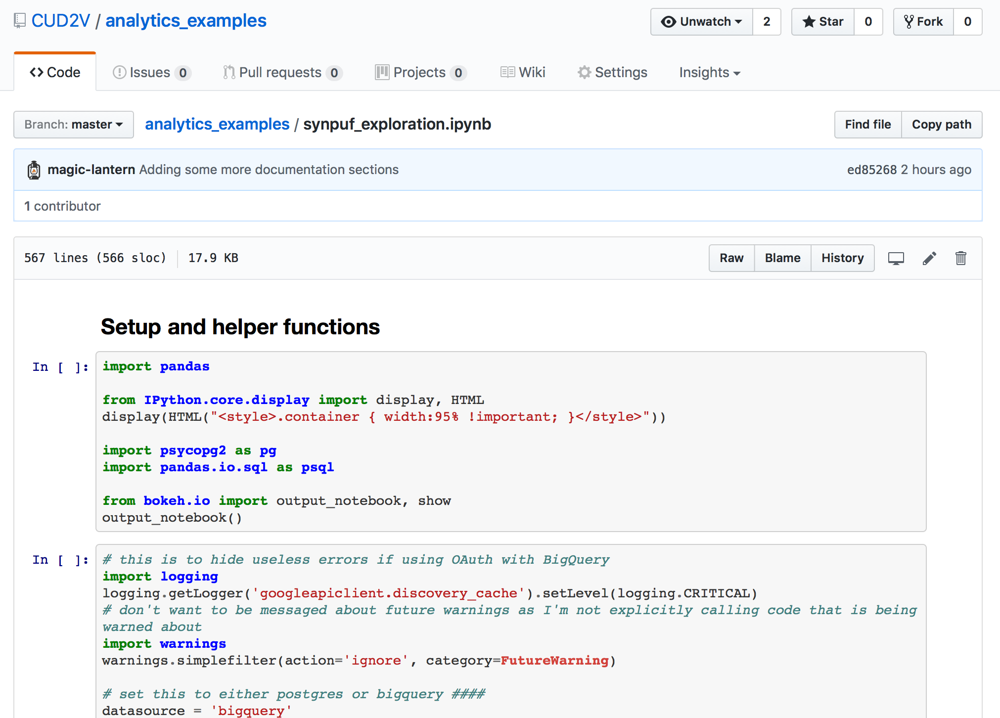 CUD2V / analytics_examples
Unwatch 2 Star 0 Fork 0
Code Issues 0 Pull requests 0 Projects 0 Wiki Settings Insights
Branch: master analytics_examples / synpuf_exploration.ipynb Find file Copy path
magic-lantern Adding some more documentation sections ed85268 2 hours ago
1 contributor
567 lines (566 sloc) 17.9 KB Raw Blame History
Setup and helper functions
In [ ]: import pandas
from IPython.core.display import display, HTML
display(HTML("<style>.container { width:95% !important; }</style>"))
import psycopg2 as pg
import pandas.io.sql as psql
from bokeh.io import output_notebook, show
output_notebook()
In [ ]: # this is to hide useless errors if using OAuth with BigQuery
import logging
logging.getLogger('googleapiclient.discovery_cache').setLevel(logging.CRITICAL)
# don't want to be messaged about future warnings as I'm not explicitly calling code that is being
warned about
import warnings
warnings.simplefilter(action='ignore', category=FutureWarning)
# set this to either postgres or bigquery ####
datasource = 'bigquery'